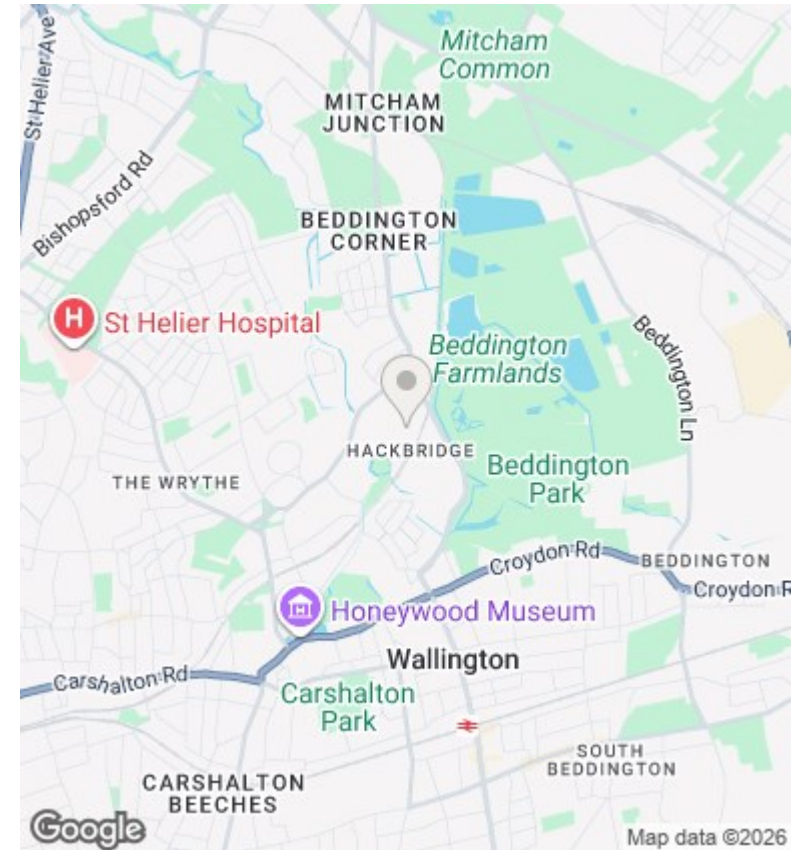 St Helier Ave
Mitcham
Common
MITCHAM
JUNCTION
Bishopsford Rd
BEDDINGTON
CORNER
H
St Helier Hospital
Beddington Ln
Beddington
Farmlands
HACKBRIDGE
Beddington
Park
THE WRYTHE
Croydon Rd
BEDDINGTON
Croydon R
Honeywood Museum
Wallington
Carshalton Rd
Carshalton
Park
SOUTH
BEDDINGTON
CARSHALTON
BEECHES
Google
Map data ©2026